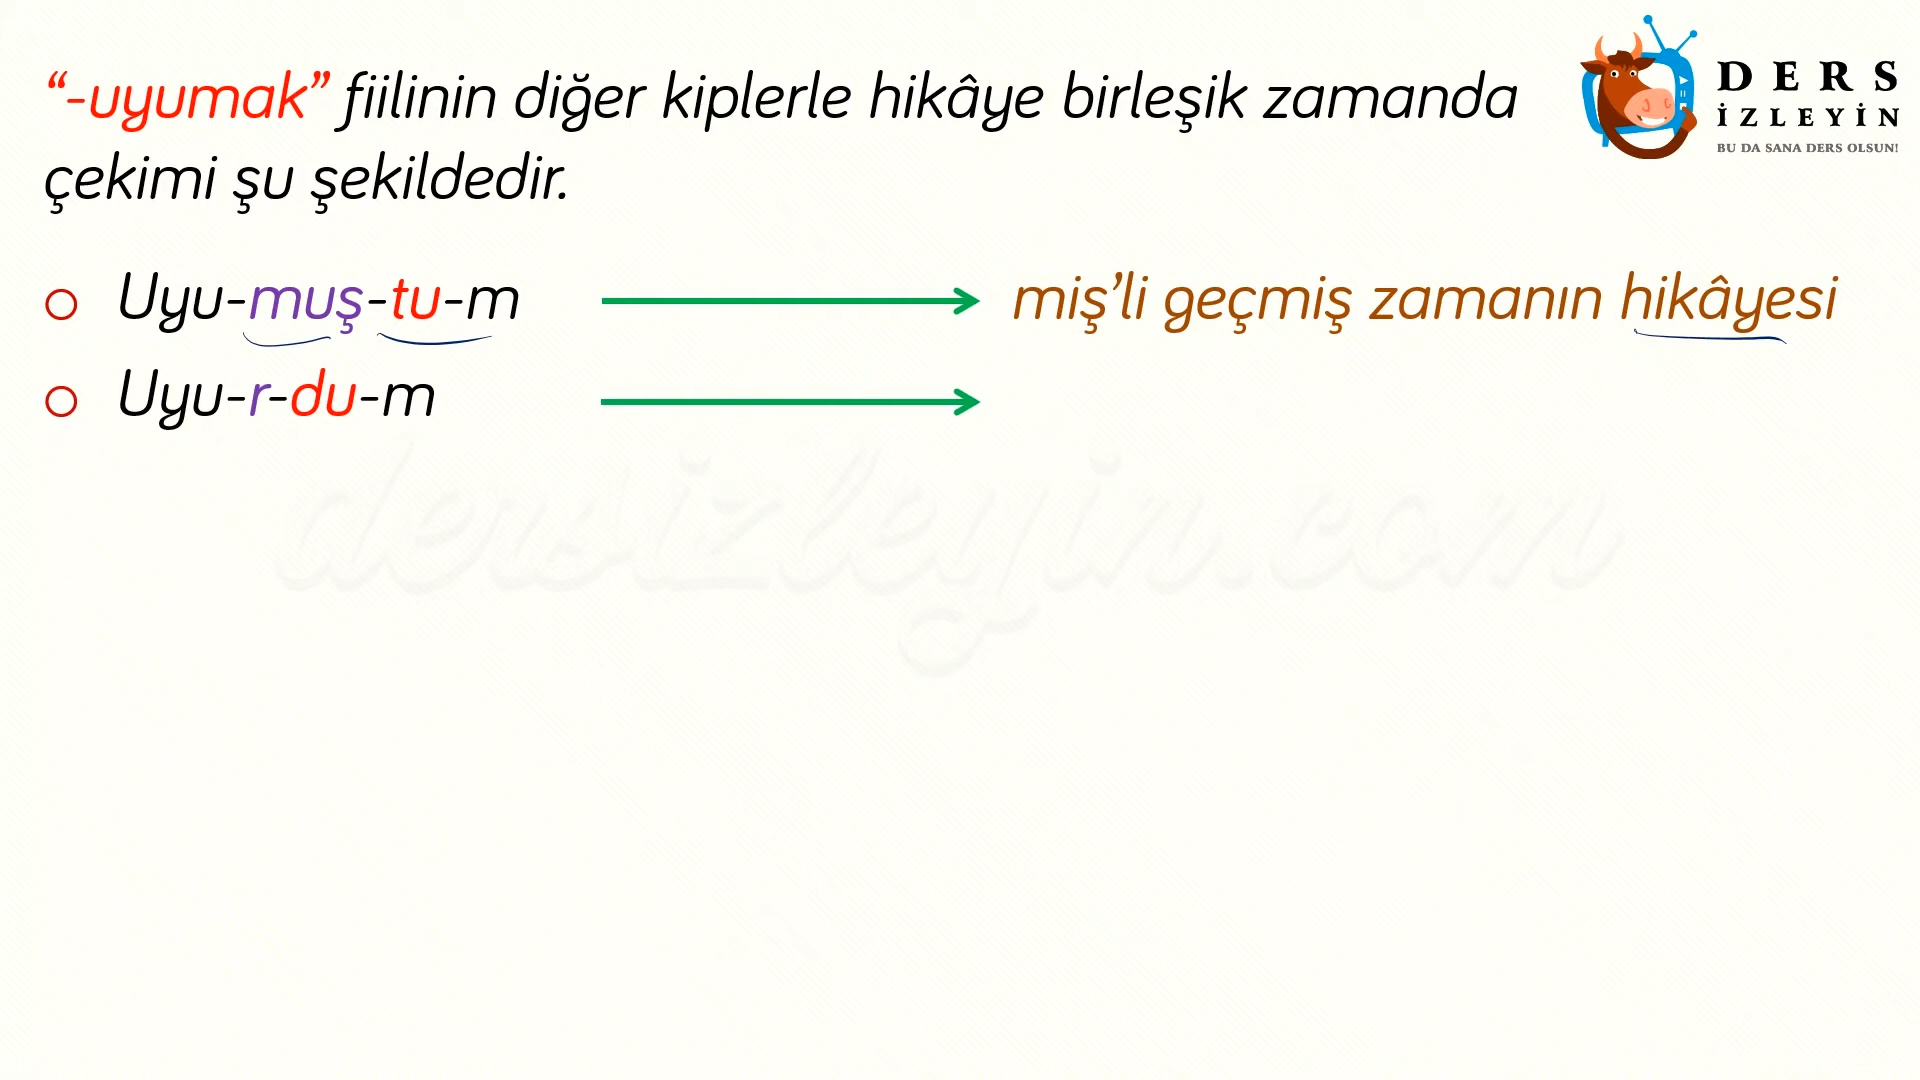 “-uyumak” fiilinin diğer kiplerle hikâye birleşik zamanda
çekimi şu şekildedir.
DERS
İZLEYİN
BU DA SANA DERS OLSUN!
Uyu-muş-tu-m miş’li geçmiş zamanın hikâyesi
Uyu-r-du-m
dersizleyin.com